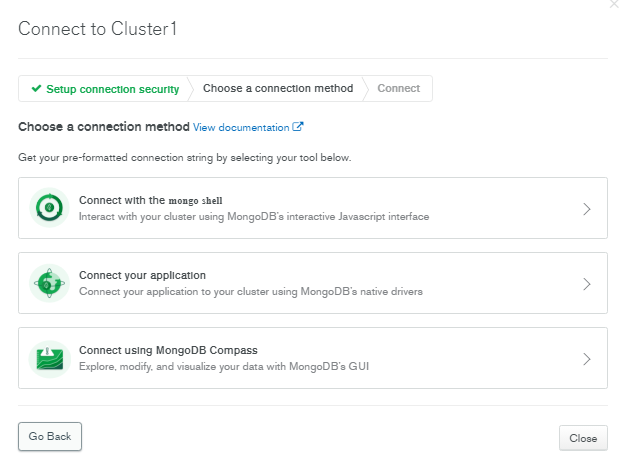 Connect to Cluster1
Setup connection security
Choose a connection method
Connect
Choose a connection method View documentation
Get your pre-formatted connection string by selecting your tool below.
Connect with the mongo shell
Interact with your cluster using MongoDB's interactive Javascript interface
Connect your application
Connect your application to your cluster using MongoDB's native drivers
Connect using MongoDB Compass
Explore, modify, and visualize your data with MongoDB's GUI
Go Back
Close